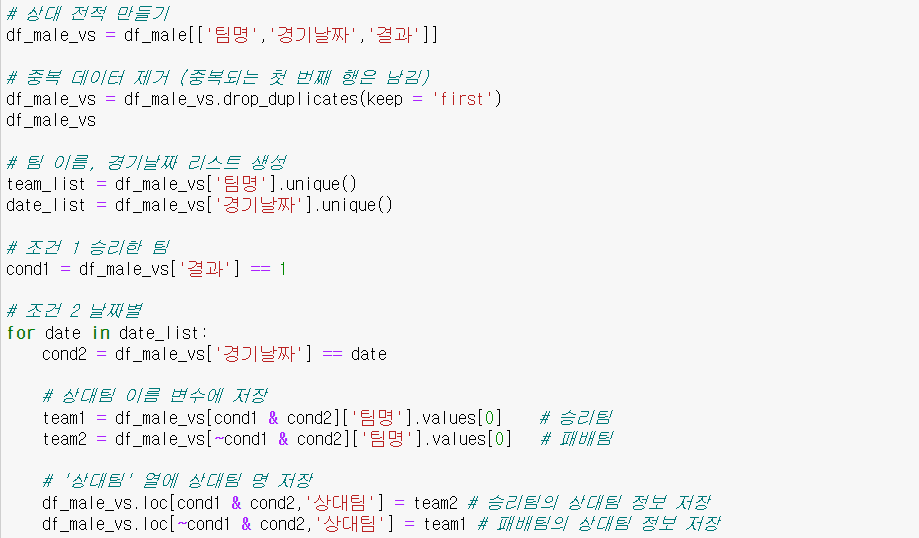 # 상대 전적 만들기
df_male_vs = df_male[['팀명','경기날짜','결과']]
# 중복 데이터 제거 (중복되는 첫 번째 행은 남김)
df_male_vs = df_male_vs.drop_duplicates(keep = 'first')
df_male_vs
# 팀 이름, 경기날짜 리스트 생성
team_list = df_male_vs['팀명'].unique()
date_list = df_male_vs['경기날짜'].unique()
# 조건 1 승리한 팀
cond1 = df_male_vs['결과'] == 1
# 조건 2 날짜별
for date in date_list:
    cond2 = df_male_vs['경기날짜'] == date
    # 상대팀 이름 변수에 저장
    team1 = df_male_vs[cond1 & cond2]['팀명'].values[0]    # 승리팀
    team2 = df_male_vs[~cond1 & cond2]['팀명'].values[0]   # 패배팀
    # '상대팀' 열에 상대팀 명 저장
    df_male_vs.loc[cond1 & cond2,'상대팀'] = team2 # 승리팀의 상대팀 정보 저장
    df_male_vs.loc[~cond1 & cond2,'상대팀'] = team1 # 패배팀의 상대팀 정보 저장